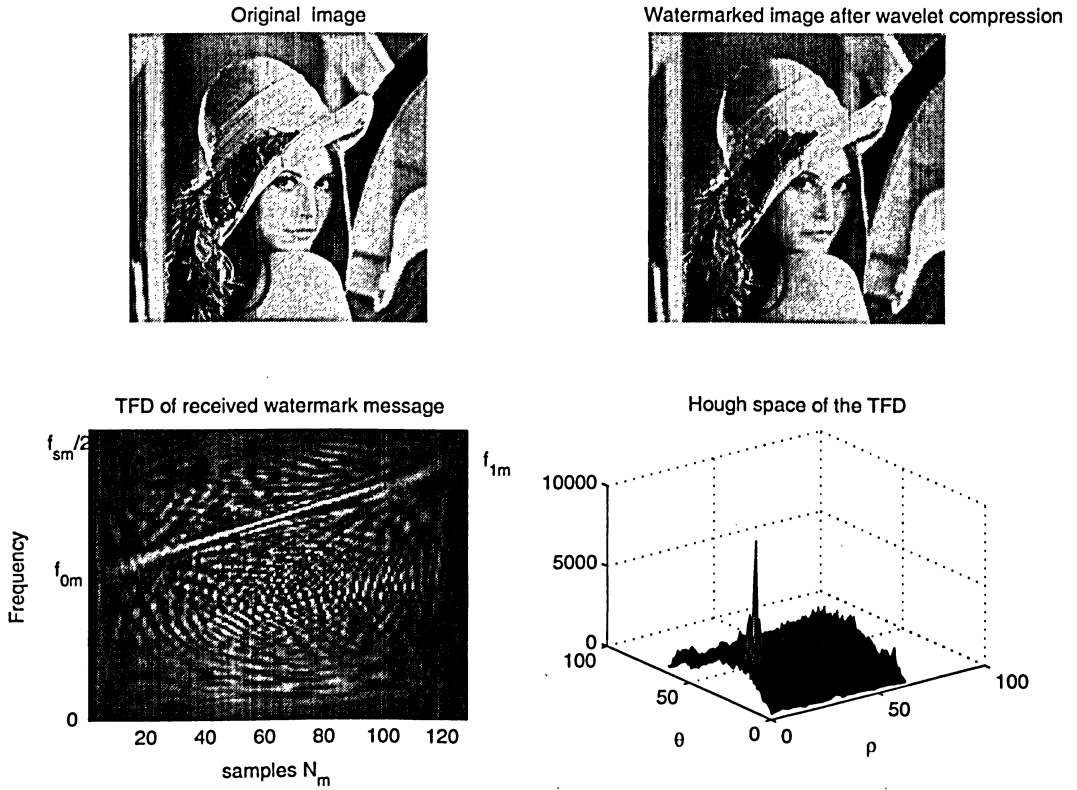 Original image
Watermarked image after wavelet compression
TFD of received watermark message
f_sm/2
f_1m
f_0m
Frequency
0
20 40 60 80 100 120
samples N_m
Hough space of the TFD
10000
5000
0
100
50
0
θ
0
50
100
ρ